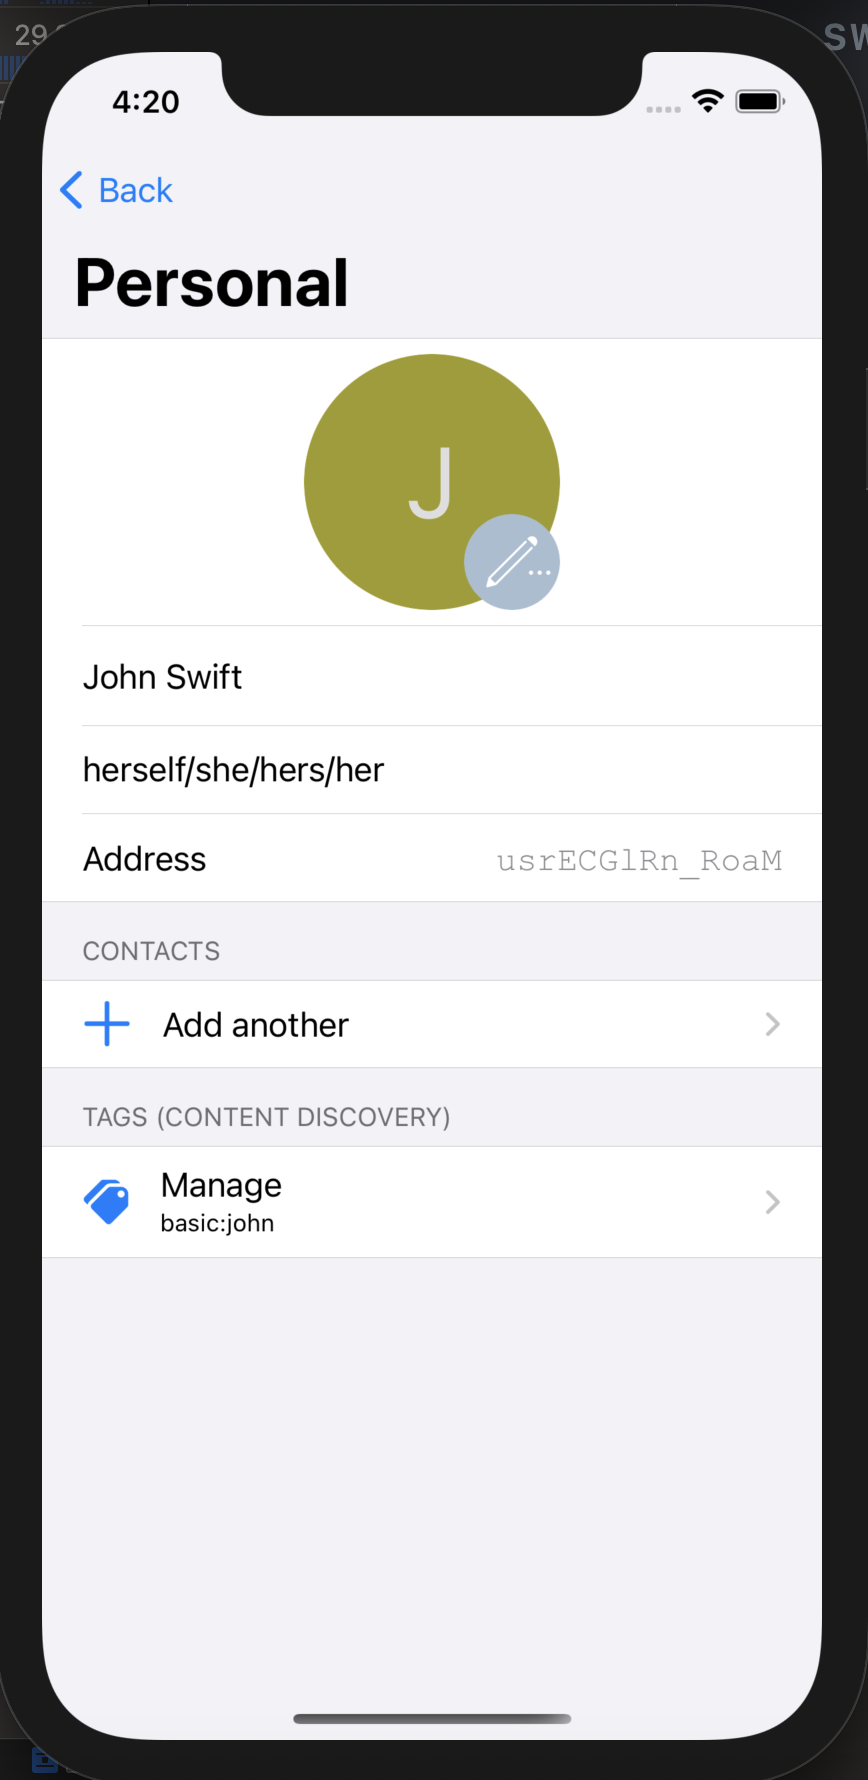 29
SW
4:20
Back
Personal
J
John Swift
herself/she/hers/her
Address usrECGlRn_RoaM
CONTACTS
Add another
TAGS (CONTENT DISCOVERY)
Manage
basic:john